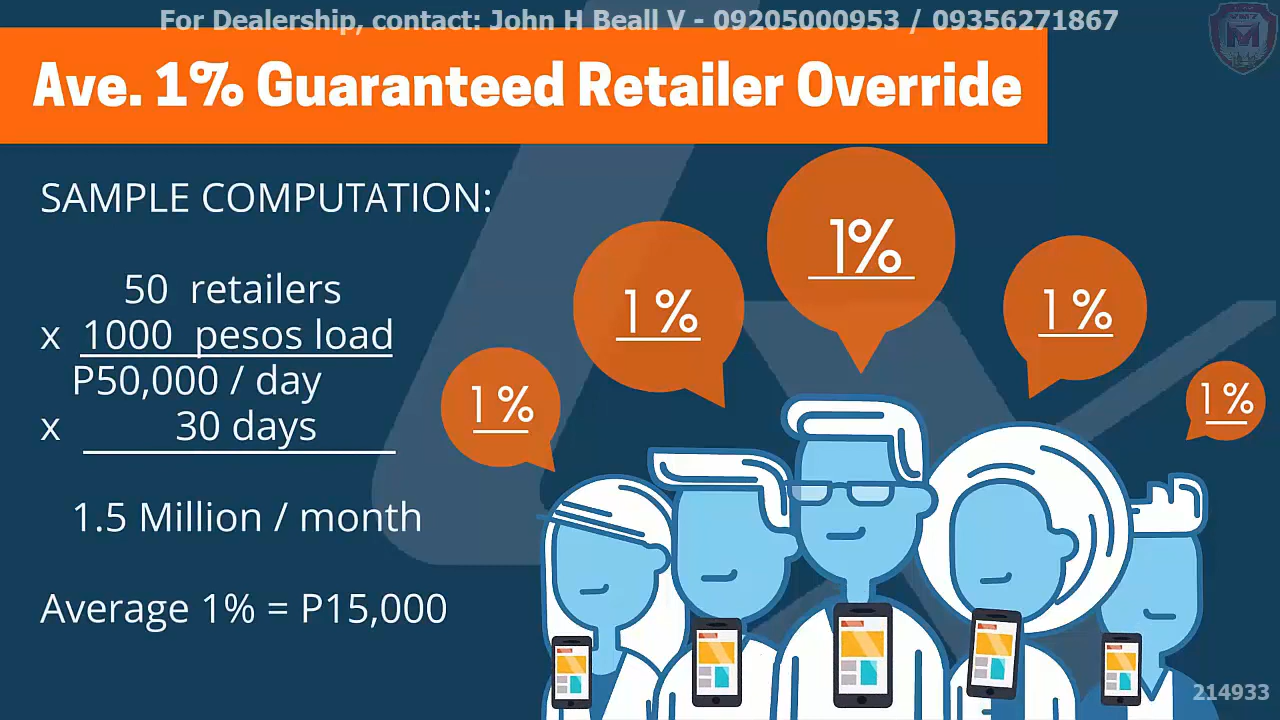 For Dealership, contact: John H Beall V - 09205000953 / 09356271867
Ave. 1% Guaranteed Retailer Override
SAMPLE COMPUTATION:
50 retailers
x 1000 pesos load
P50,000 / day
x 30 days
1.5 Million / month
Average 1% = P15,000
1%
1%
1%
1%
1%
214933